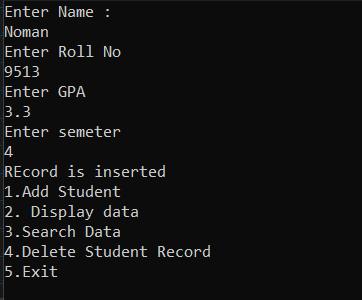 Enter Name :
Noman
Enter Roll No
9513
Enter GPA
3.3
Enter semeter
4
REcord is inserted
1.Add Student
2. Display data
3.Search Data
4.Delete Student Record
5.Exit